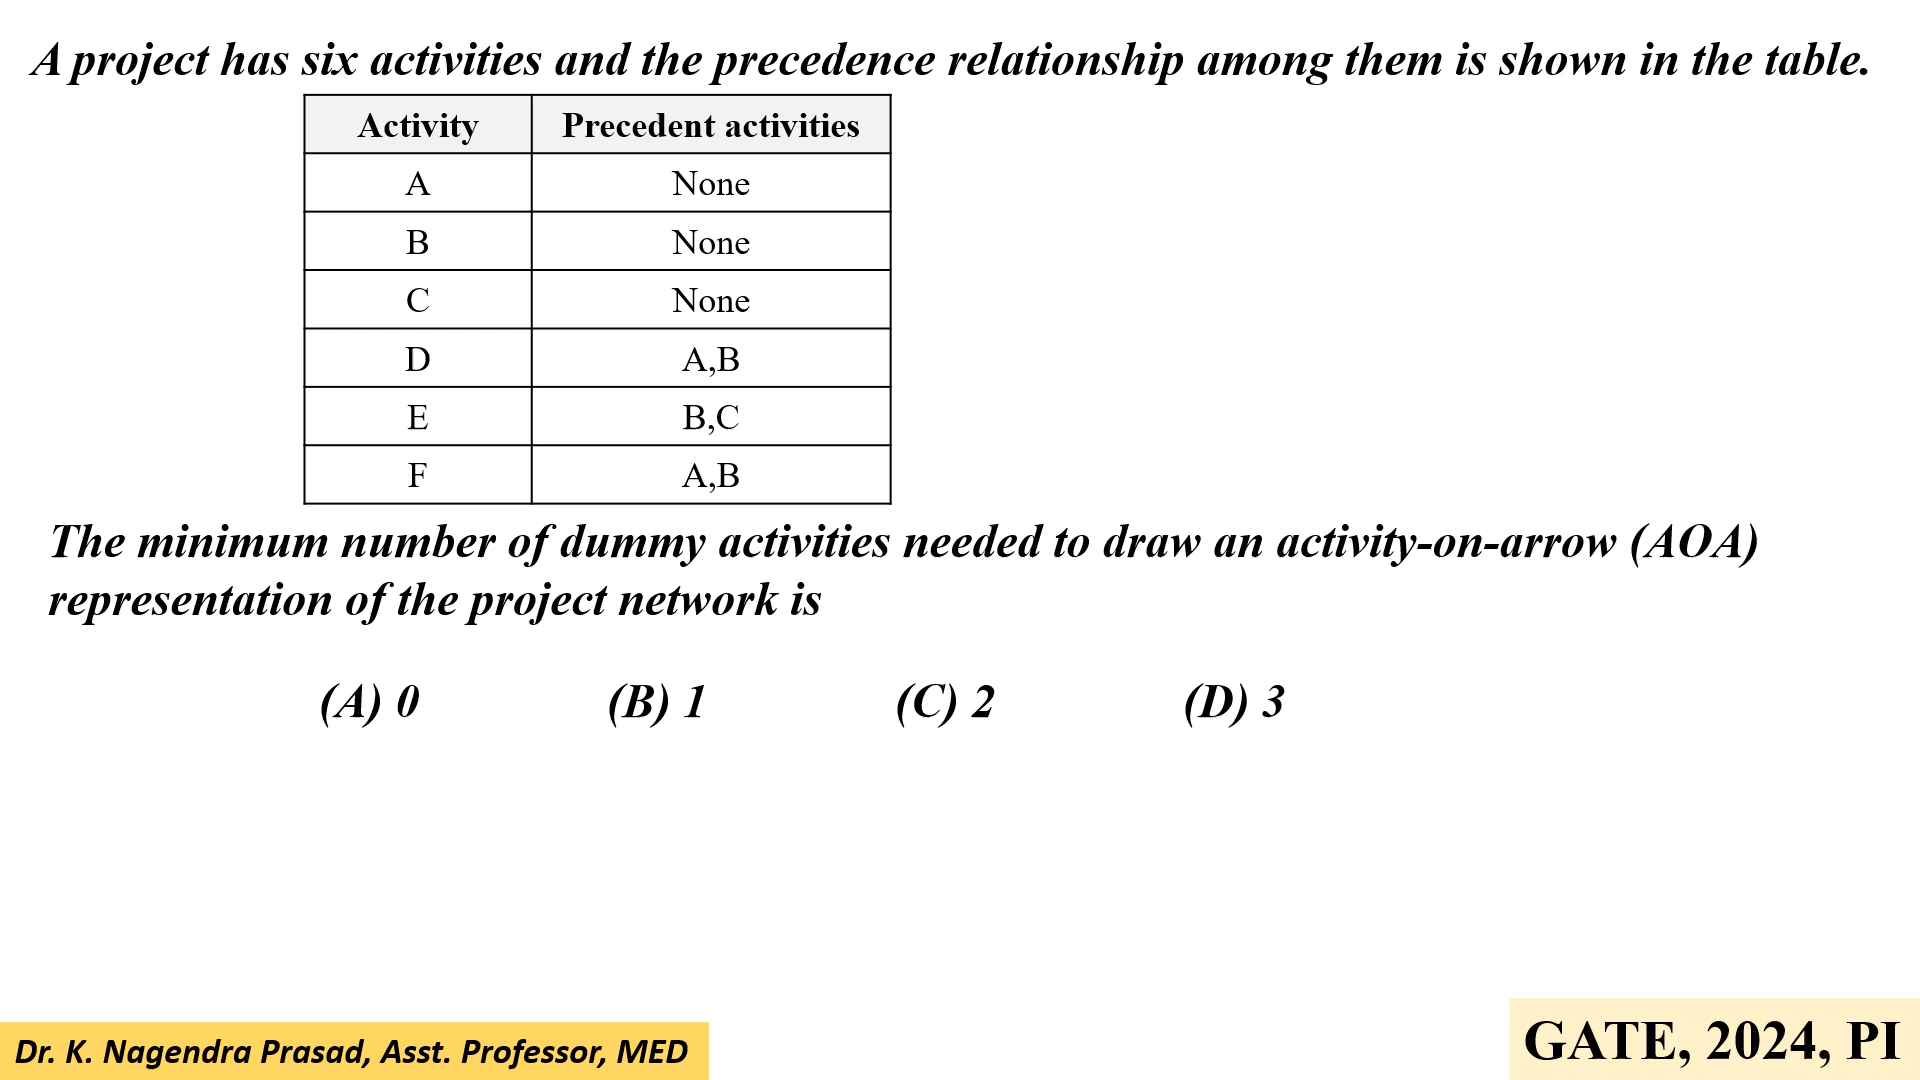 A project has six activities and the precedence relationship among them is shown in the table.
Activity Precedent activities
A None
B None
C None
D A,B
E B,C
F A,B
The minimum number of dummy activities needed to draw an activity-on-arrow (AOA)
representation of the project network is
(A) 0 (B) 1 (C) 2 (D) 3
Dr. K. Nagendra Prasad, Asst. Professor, MED
GATE, 2024, PI